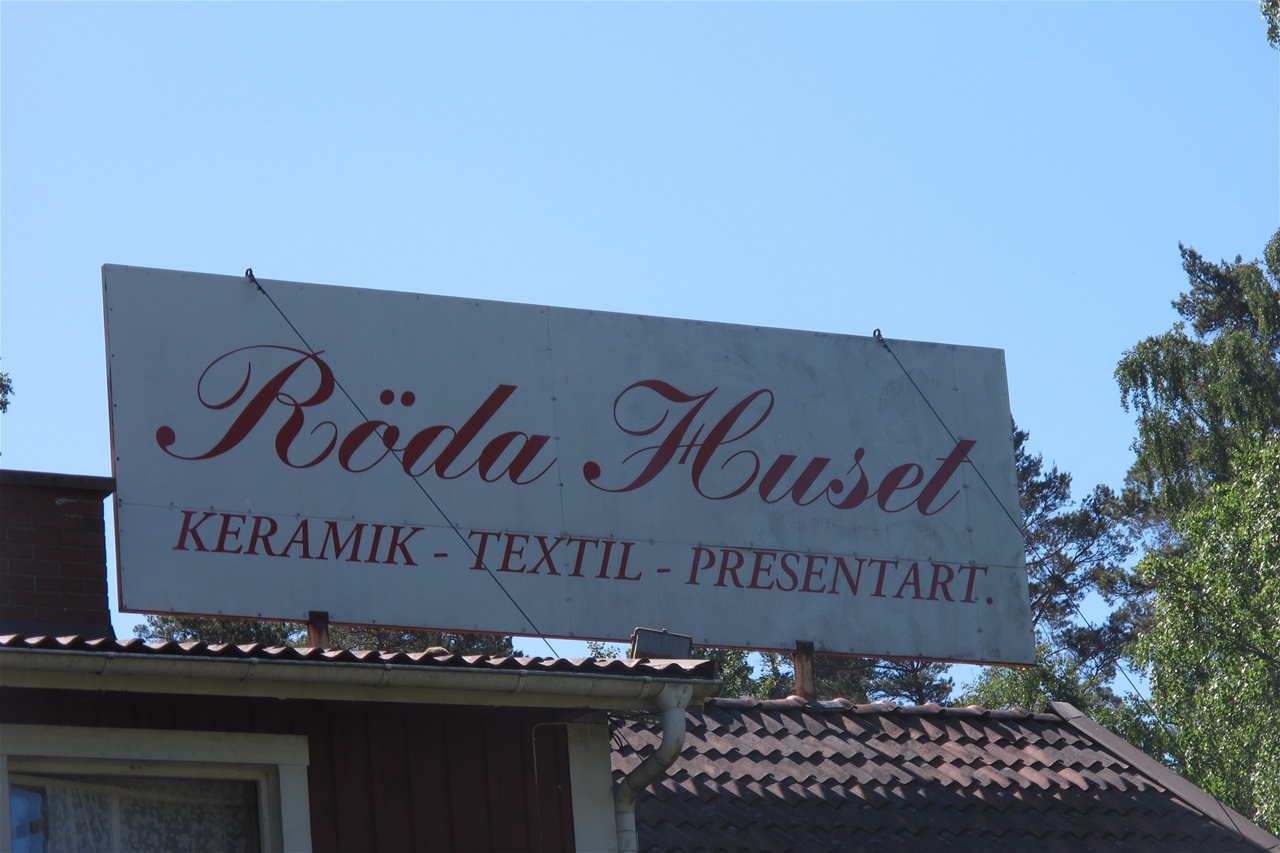 Röda Huset
KERAMIK - TEXTIL - PRESENTART.